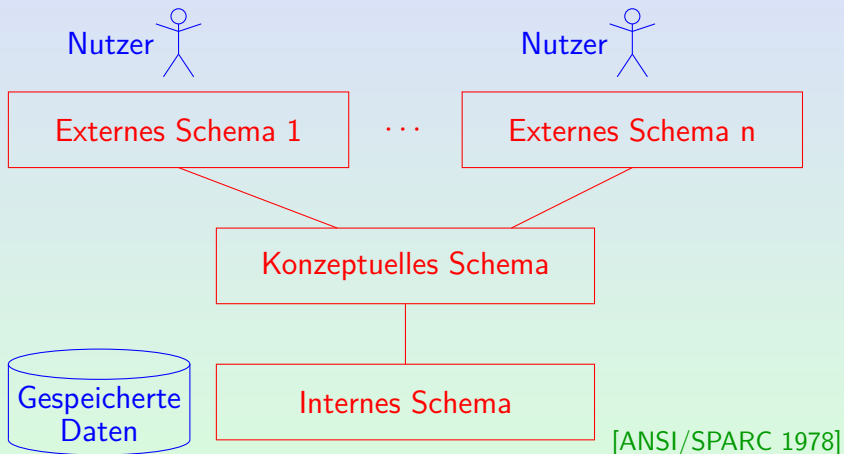 Nutzer
Nutzer
Externes Schema 1
· · ·
Externes Schema n
Konzeptuelles Schema
Gespeicherte
Daten
Internes Schema
[ANSI/SPARC 1978]